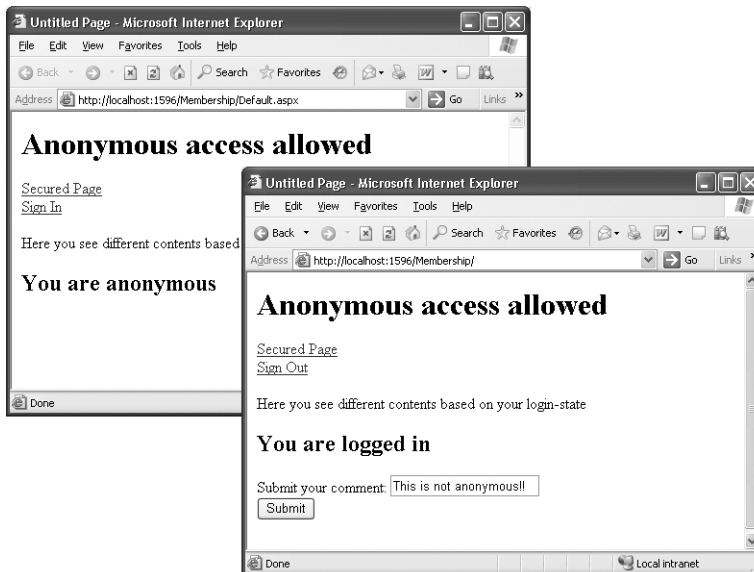 Untitled Page - Microsoft Internet Explorer
File Edit View Favorites Tools Help
Back Search Favorites
Address http://localhost:1596/Membership/Default.aspx Go Links »
Anonymous access allowed
Secured Page
Sign In
Here you see different contents based
You are anonymous
Done
Untitled Page - Microsoft Internet Explorer
File Edit View Favorites Tools Help
Back Search Favorites
Address http://localhost:1596/Membership/ Go Links »
Anonymous access allowed
Secured Page
Sign Out
Here you see different contents based on your login-state
You are logged in
Submit your comment: This is not anonymous!!
Submit
Done Local intranet